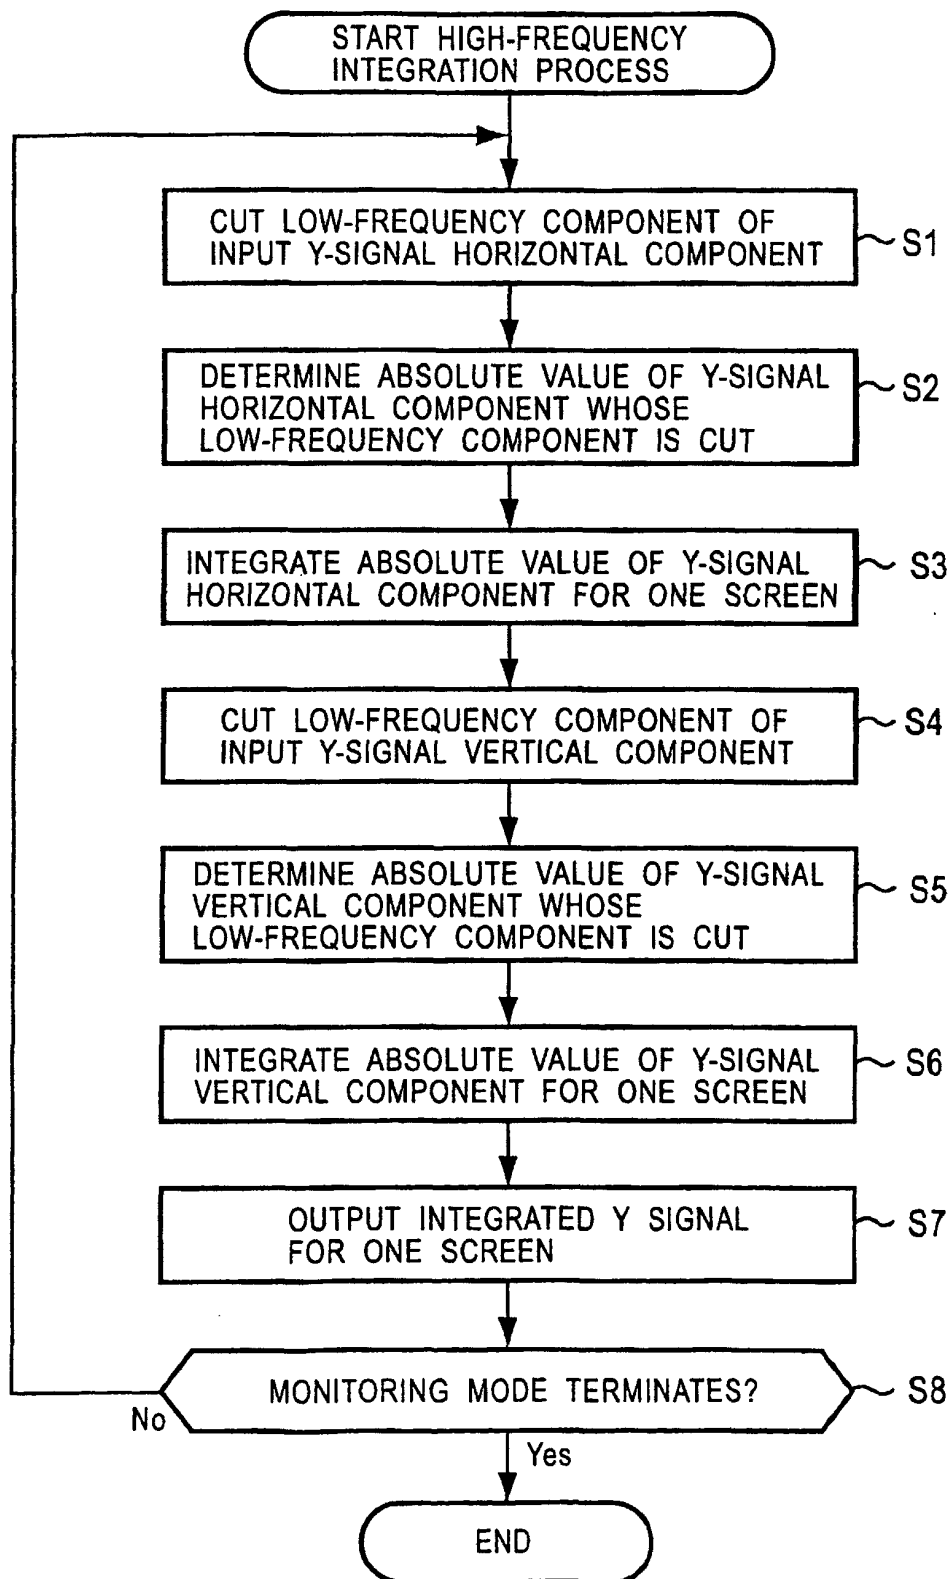 START HIGH-FREQUENCY
INTEGRATION PROCESS
CUT LOW-FREQUENCY COMPONENT OF
INPUT Y-SIGNAL HORIZONTAL COMPONENT
S1
DETERMINE ABSOLUTE VALUE OF Y-SIGNAL
HORIZONTAL COMPONENT WHOSE
LOW-FREQUENCY COMPONENT IS CUT
S2
INTEGRATE ABSOLUTE VALUE OF Y-SIGNAL
HORIZONTAL COMPONENT FOR ONE SCREEN
S3
CUT LOW-FREQUENCY COMPONENT OF
INPUT Y-SIGNAL VERTICAL COMPONENT
S4
DETERMINE ABSOLUTE VALUE OF Y-SIGNAL
VERTICAL COMPONENT WHOSE
LOW-FREQUENCY COMPONENT IS CUT
S5
INTEGRATE ABSOLUTE VALUE OF Y-SIGNAL
VERTICAL COMPONENT FOR ONE SCREEN
S6
OUTPUT INTEGRATED Y SIGNAL
FOR ONE SCREEN
S7
MONITORING MODE TERMINATES?
S8
No
Yes
END